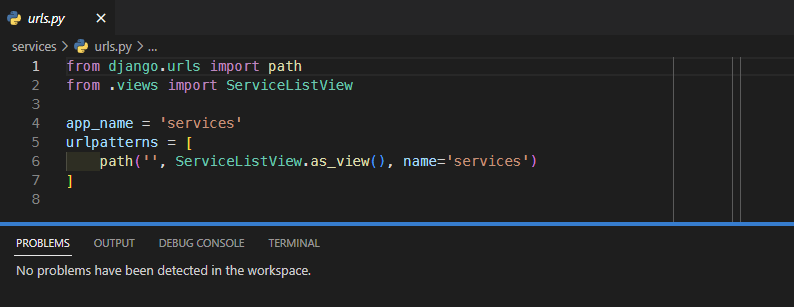 urls.py
services > urls.py > ...
1 from django.urls import path
2 from .views import ServiceListView
3
4 app_name = 'services'
5 urlpatterns = [
6     path('', ServiceListView.as_view(), name='services')
7 ]
8
PROBLEMS OUTPUT DEBUG CONSOLE TERMINAL
No problems have been detected in the workspace.